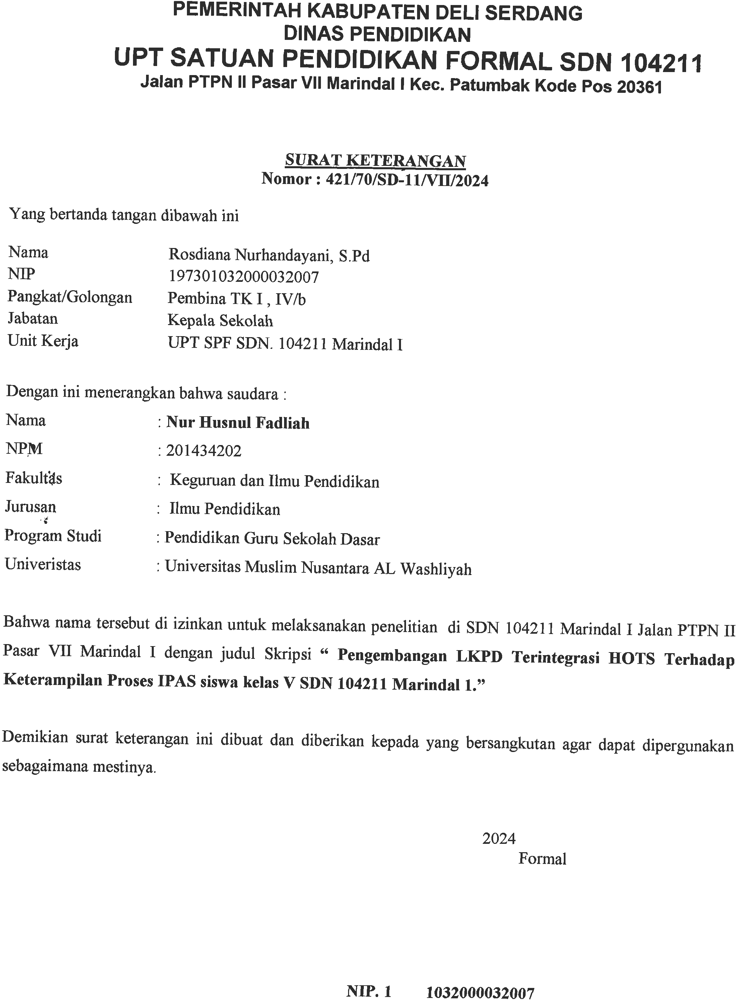 PEMERINTAH KABUPATEN DELI SERDANG
DINAS PENDIDIKAN
UPT SATUAN PENDIDIKAN FORMAL SDN 104211
Jalan PTPN II Pasar VII Marindal I Kec. Patumbak Kode Pos 20361
SURAT KETERANGAN
Nomor : 421/70/SD-11/VII/2024
Yang bertanda tangan dibawah ini
Nama Rosdiana Nurhandayani, S.Pd
NIP 197301032000032007
Pangkat/Golongan Pembina TK I , IV/b
Jabatan Kepala Sekolah
Unit Kerja UPT SPF SDN. 104211 Marindal I
Dengan ini menerangkan bahwa saudara :
Nama : Nur Husnul Fadliah
NPM : 201434202
Fakultas : Keguruan dan Ilmu Pendidikan
Jurusan : Ilmu Pendidikan
Program Studi : Pendidikan Guru Sekolah Dasar
Univeristas : Universitas Muslim Nusantara AL Washliyah
Bahwa nama tersebut di izinkan untuk melaksanakan penelitian di SDN 104211 Marindal I Jalan PTPN II
Pasar VII Marindal I dengan judul Skripsi “ Pengembangan LKPD Terintegrasi HOTS Terhadap
Keterampilan Proses IPAS siswa kelas V SDN 104211 Marindal 1.”
Demikian surat keterangan ini dibuat dan diberikan kepada yang bersangkutan agar dapat dipergunakan
sebagaimana mestinya.
2024
Formal
NIP. 1 1032000032007